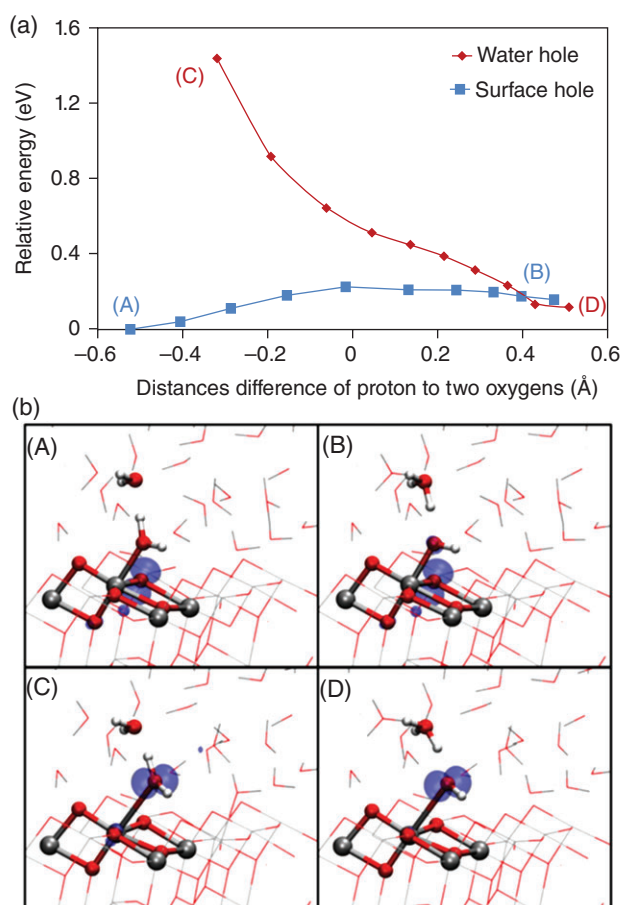 (a)
1.6
1.2
0.8
0.4
0
Relative energy (eV)
Water hole
Surface hole
(C)
(A)
(B)
(D)
−0.6 −0.4 −0.2 0 0.2 0.4 0.6
Distances difference of proton to two oxygens (Å)
(b)
(A) (B)
(C) (D)